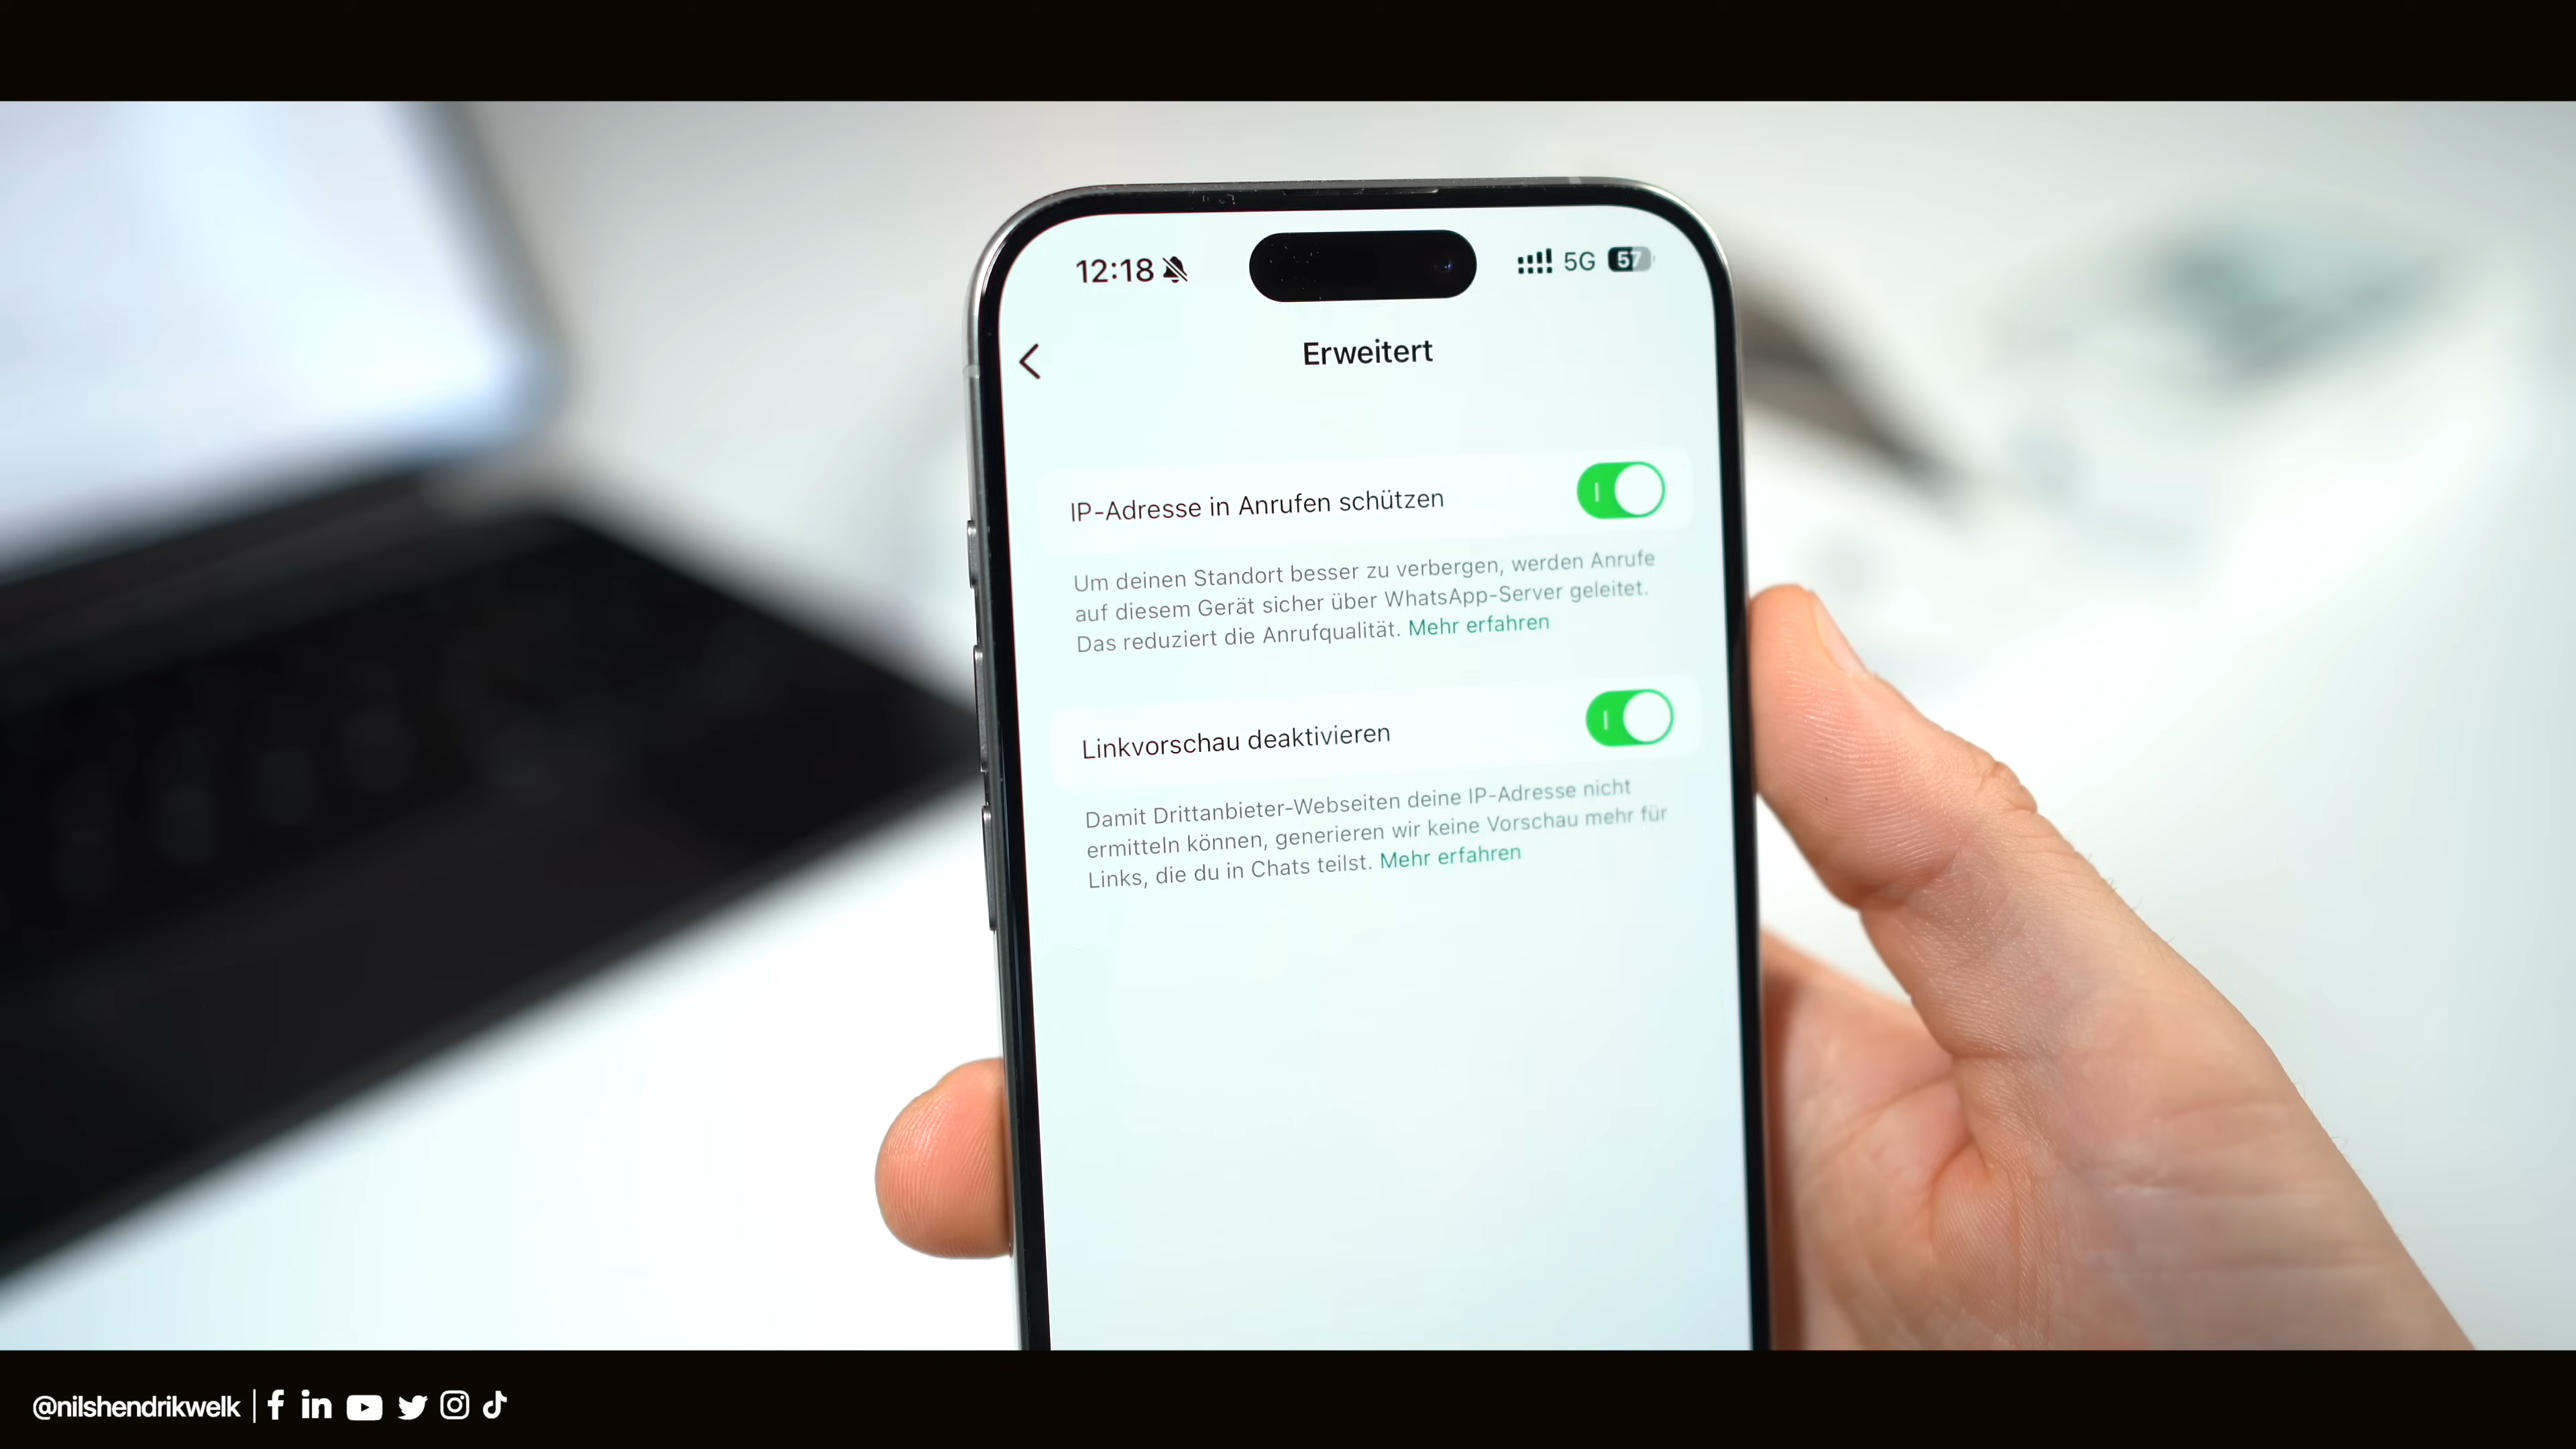 12:18
5G 57
Erweitert
IP-Adresse in Anrufen schützen
Um deinen Standort besser zu verbergen, werden Anrufe
auf diesem Gerät sicher über WhatsApp-Server geleitet.
Das reduziert die Anrufqualität. Mehr erfahren
Linkvorschau deaktivieren
Damit Drittanbieter-Webseiten deine IP-Adresse nicht
ermitteln können, generieren wir keine Vorschau mehr für
Links, die du in Chats teilst. Mehr erfahren
@nilshendrikwelk